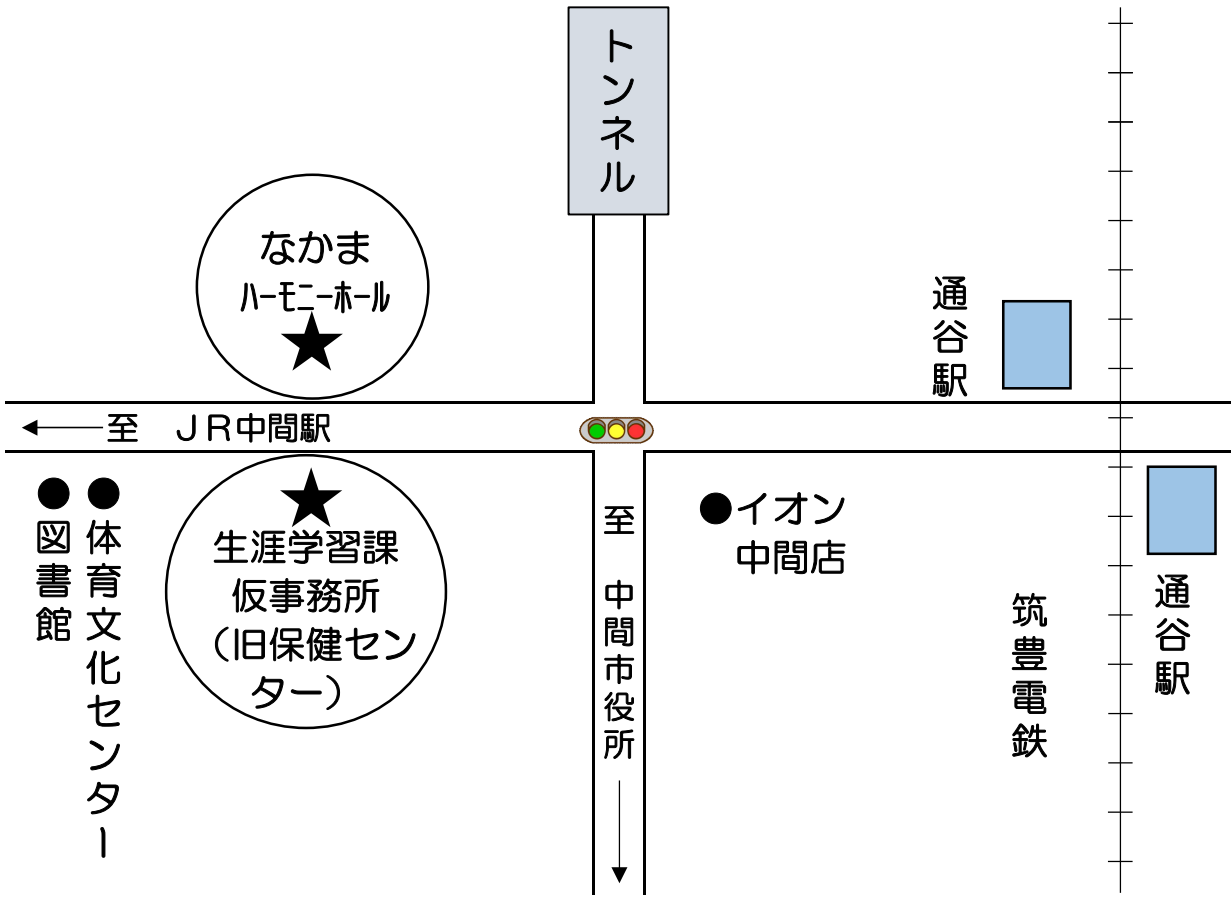 トンネル
なかま
ﾊｰﾓﾆｰﾎｰﾙ
★
通谷駅
←至　ＪＲ中間駅
●図書館
●体育文化センター
★
生涯学習課
仮事務所
（旧保健セン
ター）
至　中間市役所
●イオン
中間店
筑豊電鉄
通谷駅